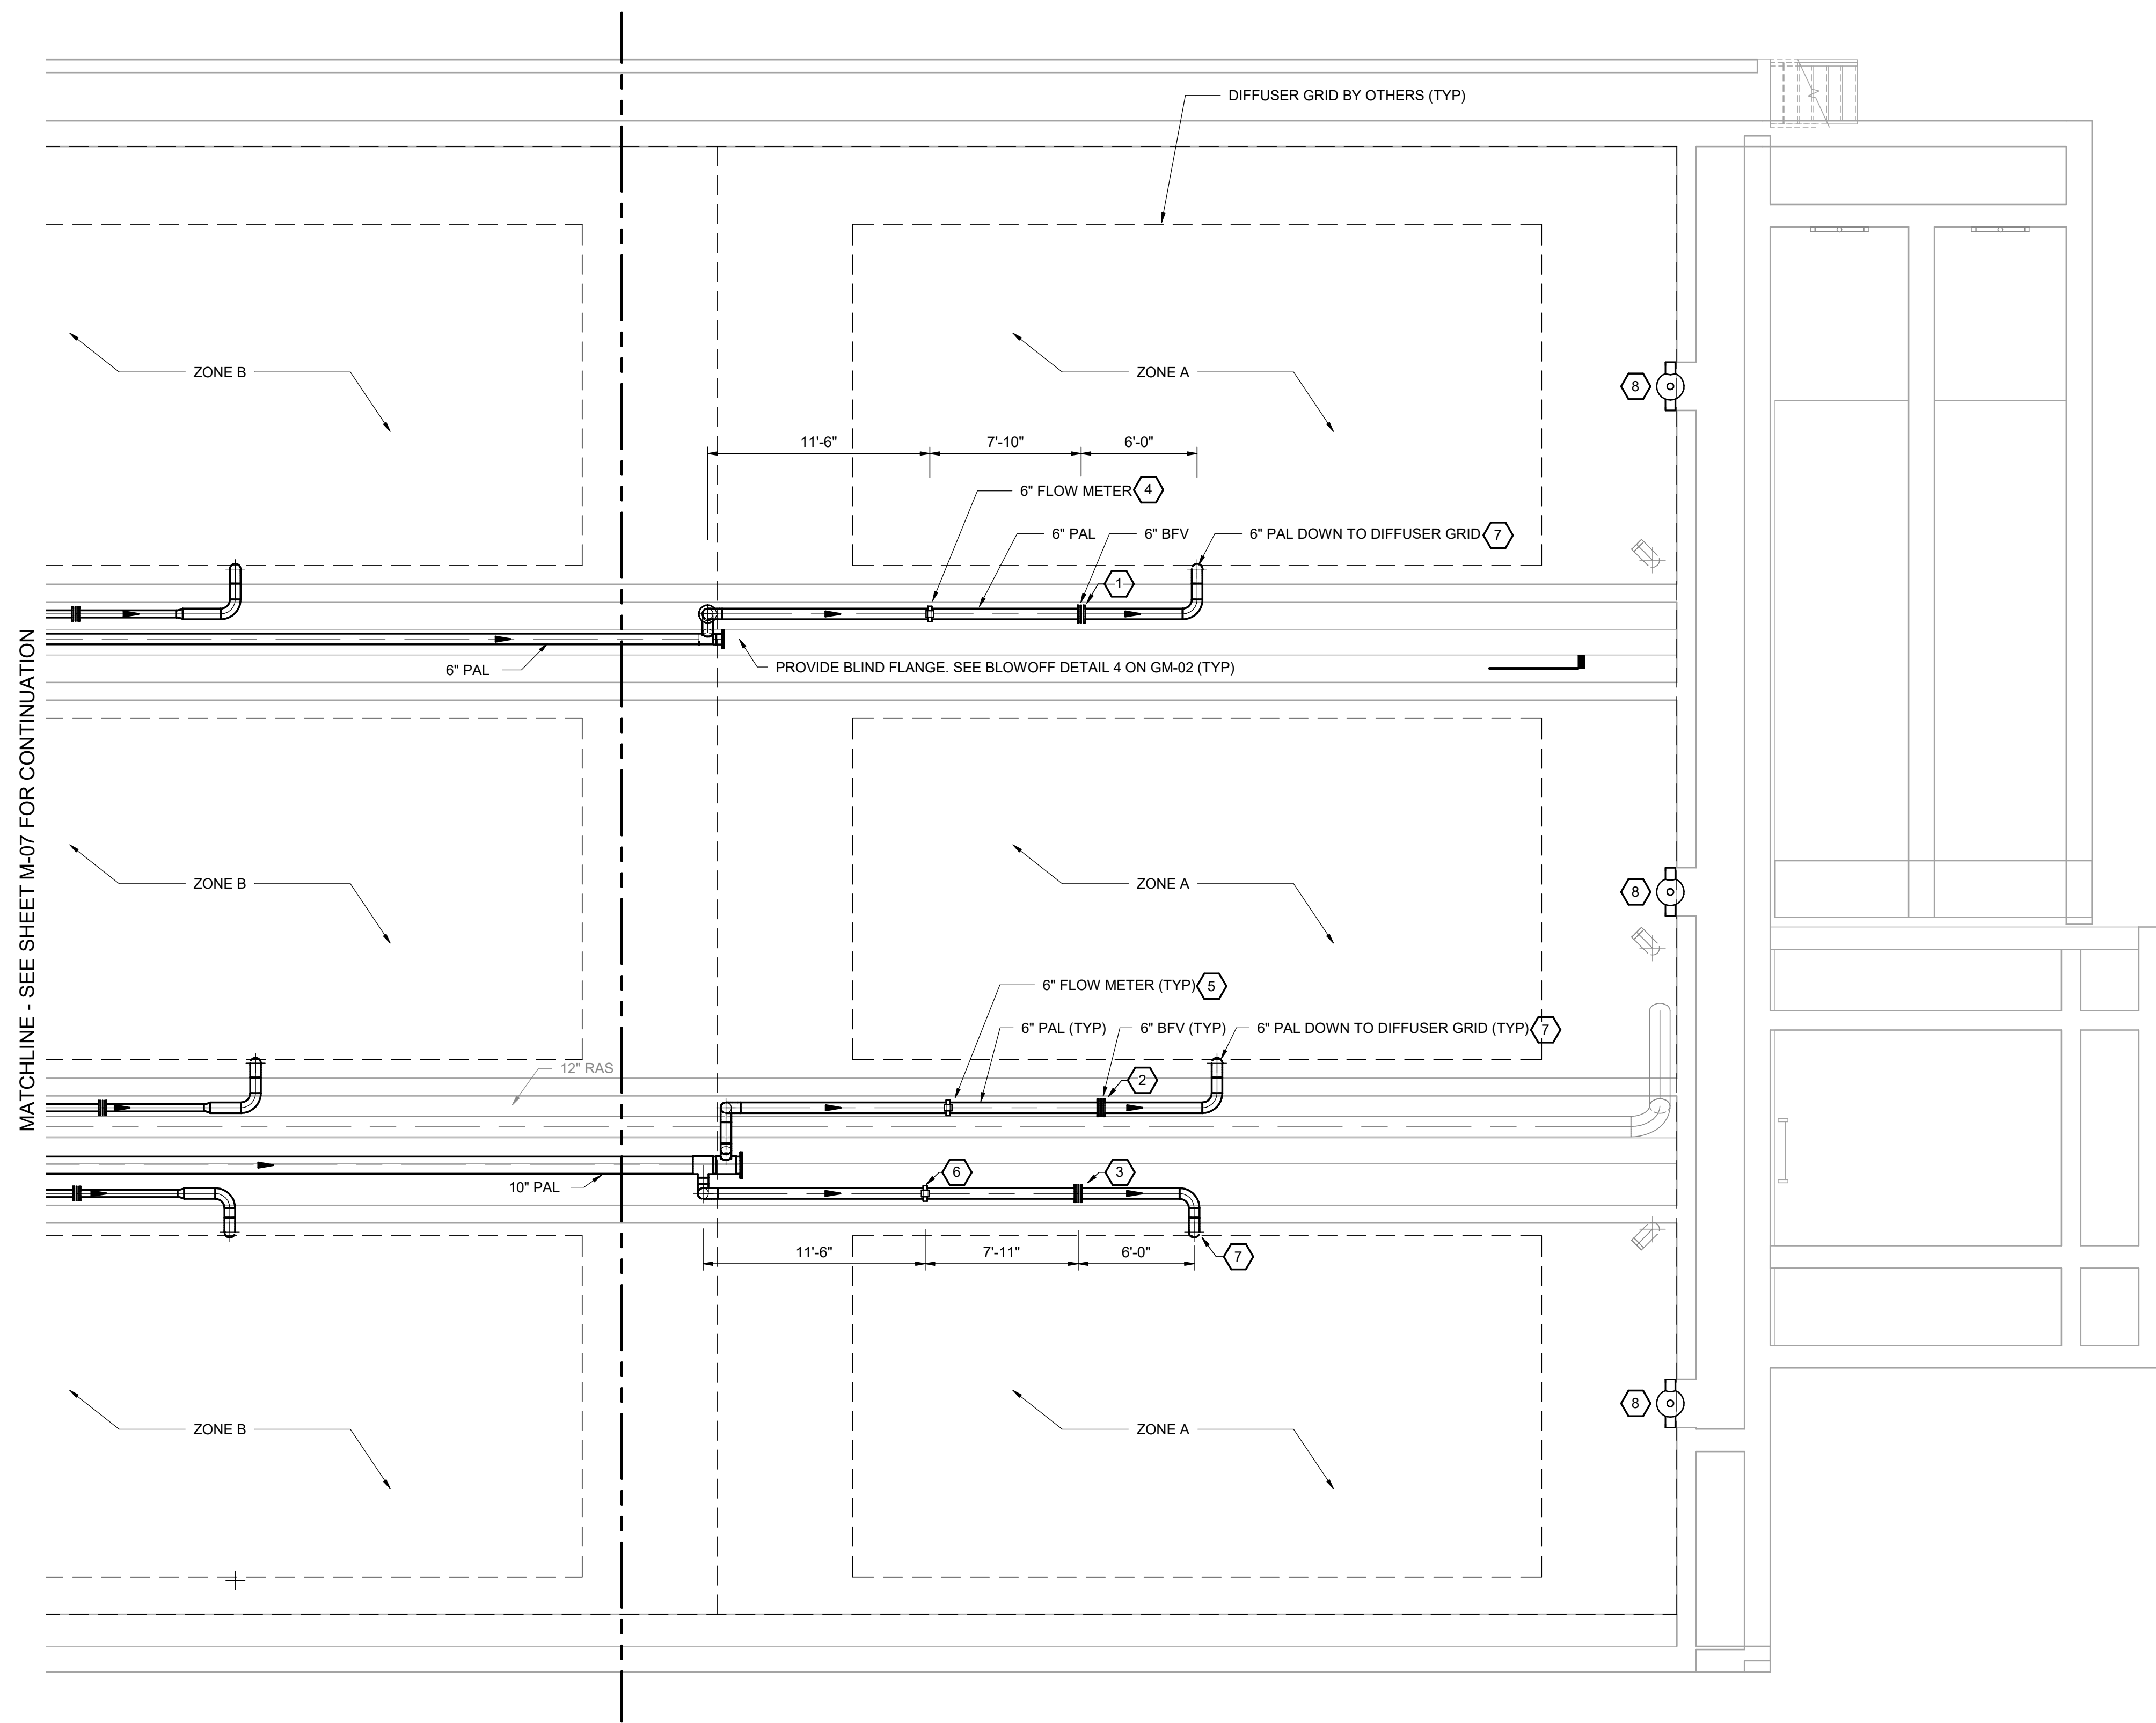 DIFFUSER GRID BY OTHERS (TYP)
ZONE B
ZONE A
8
11'-6"
7'-10"
6'-0"
6" FLOW METER 4
6" PAL
6" BFV
6" PAL DOWN TO DIFFUSER GRID 7
1
6" PAL
PROVIDE BLIND FLANGE. SEE BLOWOFF DETAIL 4 ON GM-02 (TYP)
MATCHLINE - SEE SHEET M-07 FOR CONTINUATION
ZONE B
ZONE A
8
6" FLOW METER (TYP) 5
6" PAL (TYP)
6" BFV (TYP)
6" PAL DOWN TO DIFFUSER GRID (TYP) 7
12" RAS
2
10" PAL
6
3
11'-6"
7'-11"
6'-0"
7
ZONE B
ZONE A
8